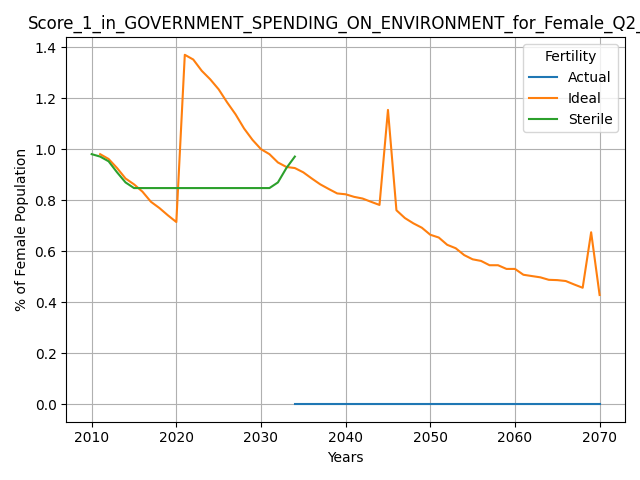 Score_1_in_GOVERNMENT_SPENDING_ON_ENVIRONMENT_for_Female_Q2_
Fertility
Actual
Ideal
Sterile
% of Female Population
1.4
1.2
1.0
0.8
0.6
0.4
0.2
0.0
2010 2020 2030 2040 2050 2060 2070
Years